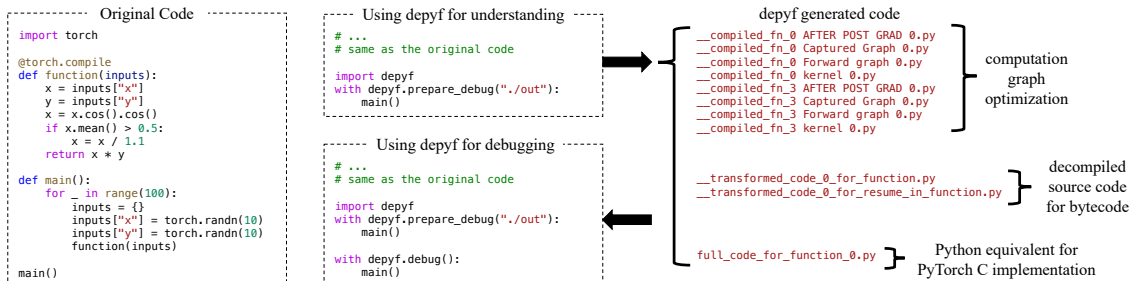 Original Code
import torch
@torch.compile
def function(inputs):
    x = inputs["x"]
    y = inputs["y"]
    x = x.cos().cos()
    if x.mean() > 0.5:
        x = x / 1.1
    return x * y
def main():
    for _ in range(100):
        inputs = {}
        inputs["x"] = torch.randn(10)
        inputs["y"] = torch.randn(10)
        function(inputs)
main()
Using depyf for understanding
# ...
# same as the original code
import depyf
with depyf.prepare_debug("./out"):
    main()
Using depyf for debugging
# ...
# same as the original code
import depyf
with depyf.prepare_debug("./out"):
    main()
with depyf.debug():
    main()
depyf generated code
__compiled_fn_0 AFTER POST GRAD 0.py
__compiled_fn_0 Captured Graph 0.py
__compiled_fn_0 Forward graph 0.py
__compiled_fn_0 kernel 0.py
__compiled_fn_3 AFTER POST GRAD 0.py
__compiled_fn_3 Captured Graph 0.py
__compiled_fn_3 Forward graph 0.py
__compiled_fn_3 kernel 0.py
computation
graph
optimization
__transformed_code_0_for_function.py
__transformed_code_0_for_resume_in_function.py
decompiled
source code
for bytecode
full_code_for_function_0.py
Python equivalent for
PyTorch C implementation